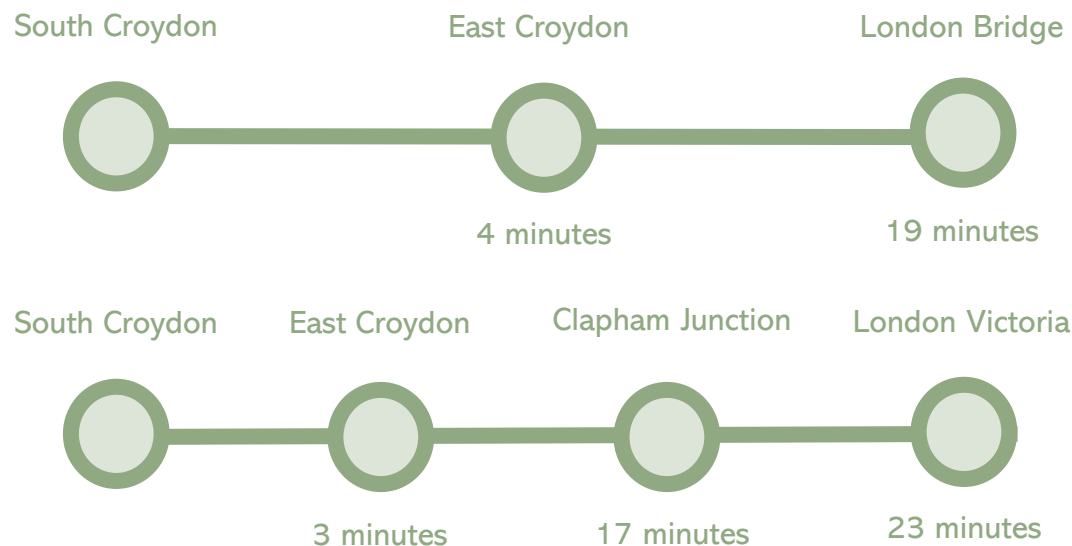 South Croydon East Croydon London Bridge
4 minutes 19 minutes
South Croydon East Croydon Clapham Junction London Victoria
3 minutes 17 minutes 23 minutes